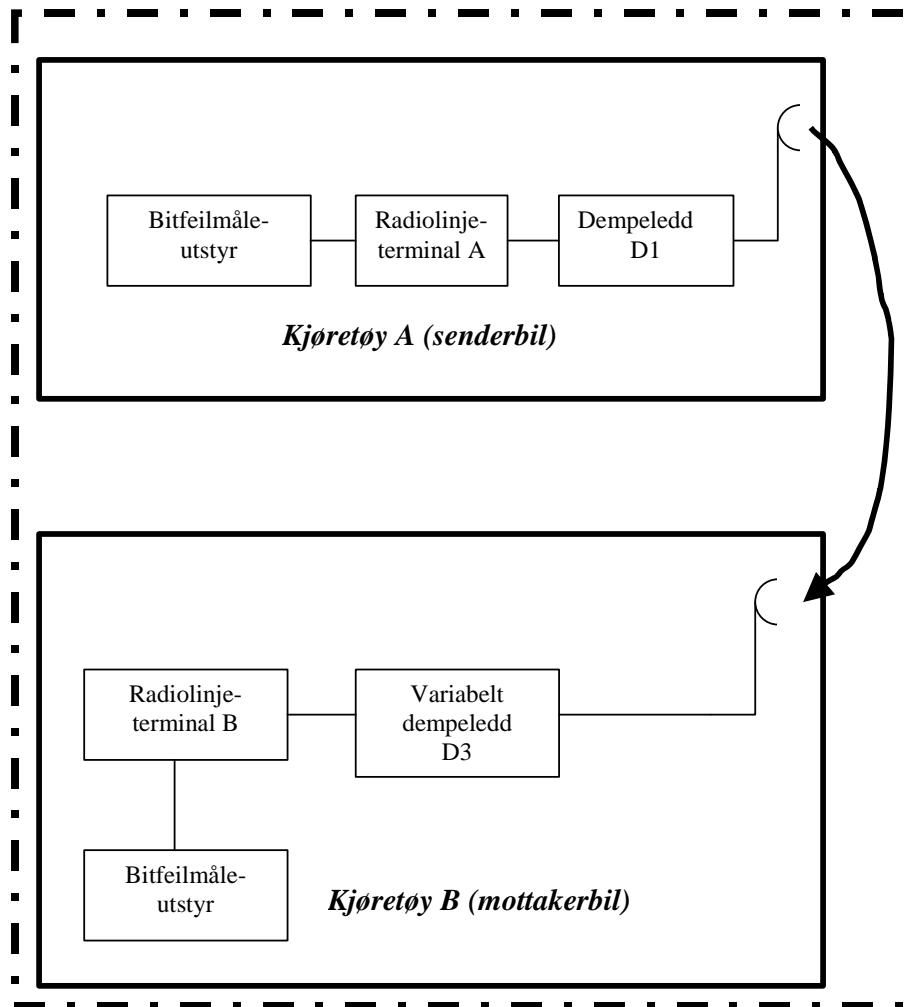 Bitfeilmåle-
utstyr
Radiolinje-
terminal A
Dempeledd
D1
Kjøretøy A (senderbil)
Radiolinje-
terminal B
Variabelt
dempeledd
D3
Bitfeilmåle-
utstyr
Kjøretøy B (mottakerbil)